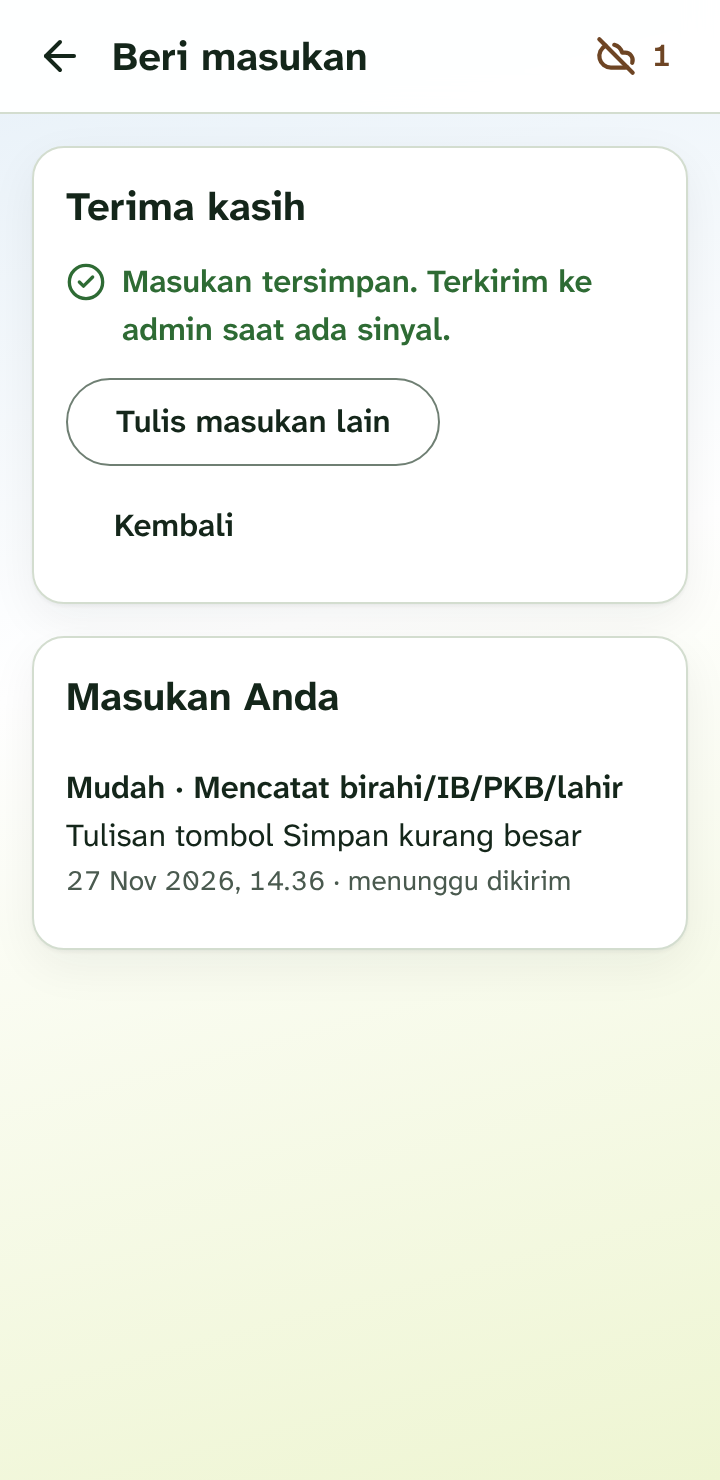 Beri masukan
1
Terima kasih
Masukan tersimpan. Terkirim ke
admin saat ada sinyal.
Tulis masukan lain
Kembali
Masukan Anda
Mudah · Mencatat birahi/IB/PKB/lahir
Tulisan tombol Simpan kurang besar
27 Nov 2026, 14.36 · menunggu dikirim